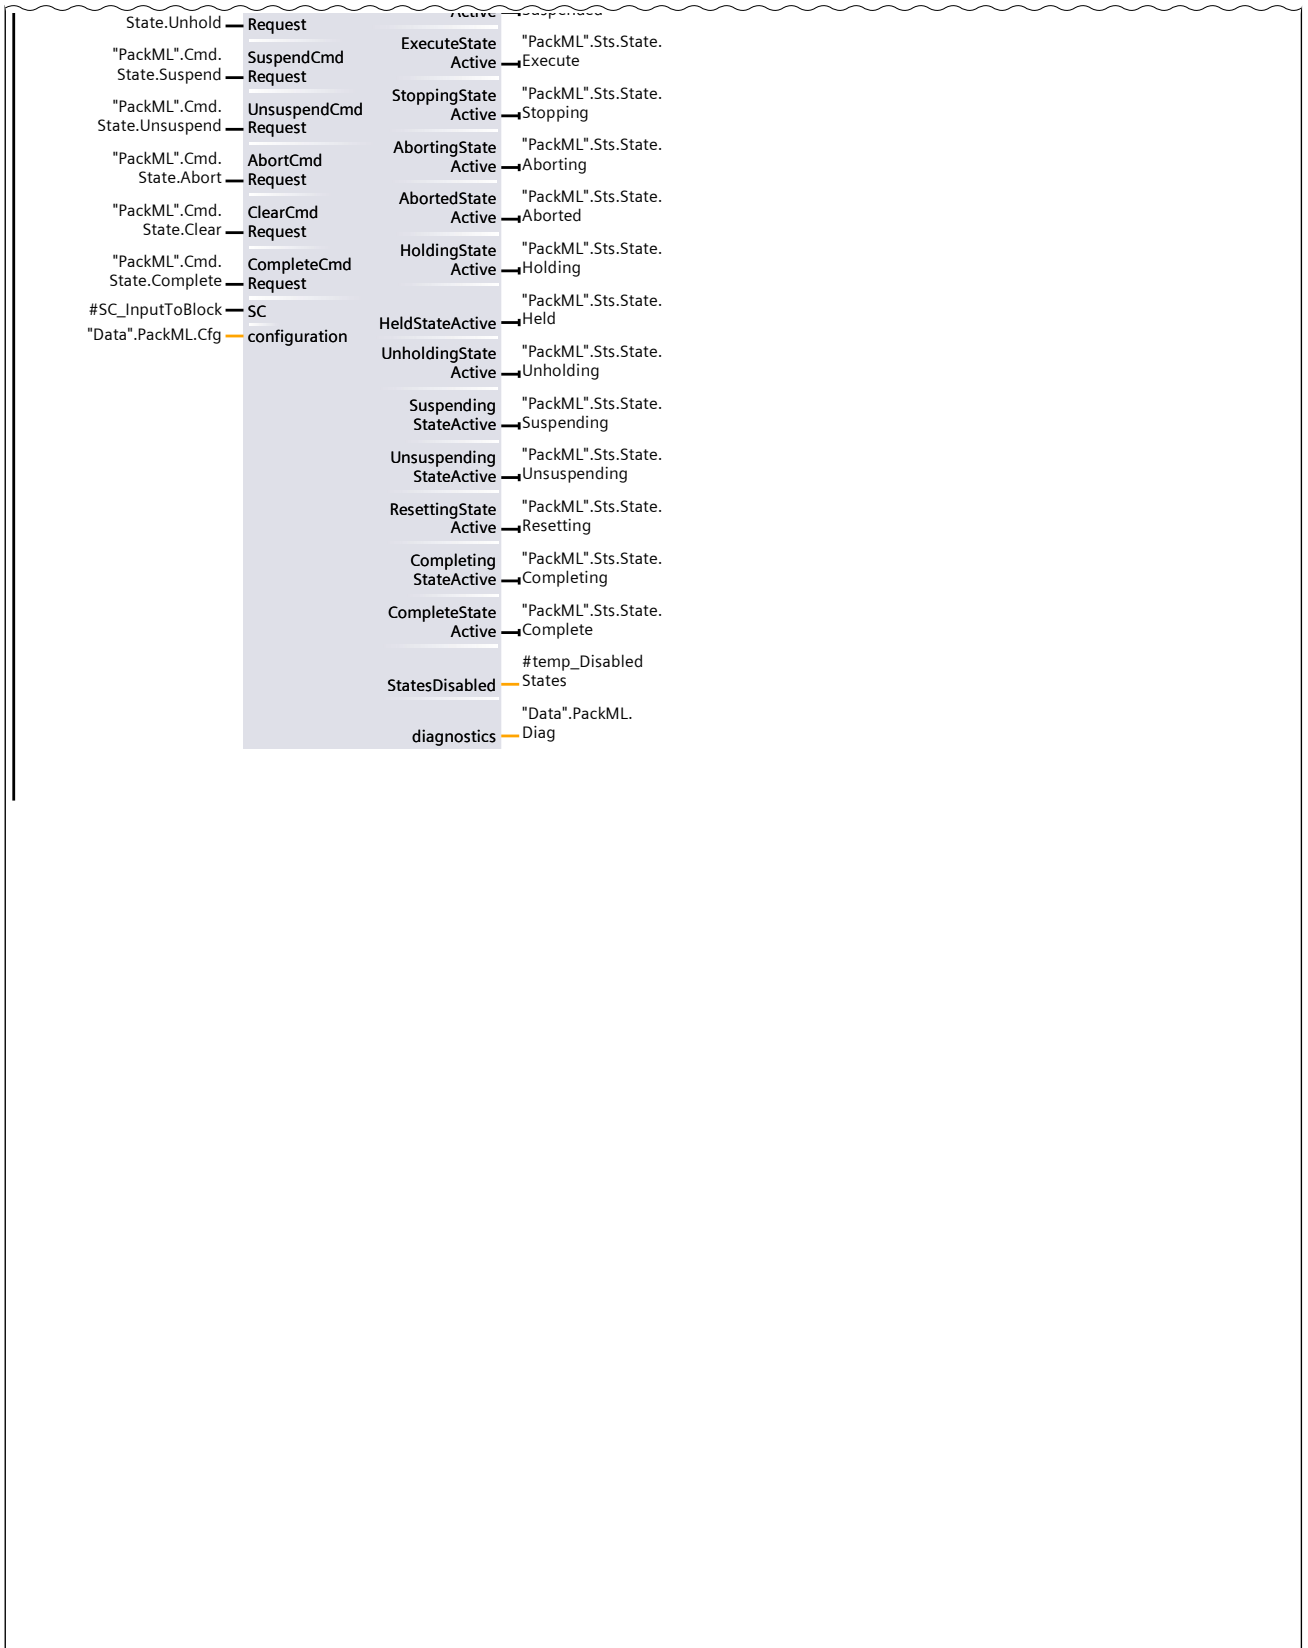 State.Unhold
Request
"PackML".Cmd.
State.Suspend
SuspendCmd
Request
"PackML".Cmd.
State.Unsuspend
UnsuspendCmd
Request
"PackML".Cmd.
State.Abort
AbortCmd
Request
"PackML".Cmd.
State.Clear
ClearCmd
Request
"PackML".Cmd.
State.Complete
CompleteCmd
Request
#SC_InputToBlock
SC
"Data".PackML.Cfg
configuration
Active
Suspended
ExecuteState
Active
"PackML".Sts.State.
Execute
StoppingState
Active
"PackML".Sts.State.
Stopping
AbortingState
Active
"PackML".Sts.State.
Aborting
AbortedState
Active
"PackML".Sts.State.
Aborted
HoldingState
Active
"PackML".Sts.State.
Holding
HeldStateActive
"PackML".Sts.State.
Held
UnholdingState
Active
"PackML".Sts.State.
Unholding
Suspending
StateActive
"PackML".Sts.State.
Suspending
Unsuspending
StateActive
"PackML".Sts.State.
Unsuspending
ResettingState
Active
"PackML".Sts.State.
Resetting
Completing
StateActive
"PackML".Sts.State.
Completing
CompleteState
Active
"PackML".Sts.State.
Complete
StatesDisabled
#temp_Disabled
States
diagnostics
"Data".PackML.
Diag